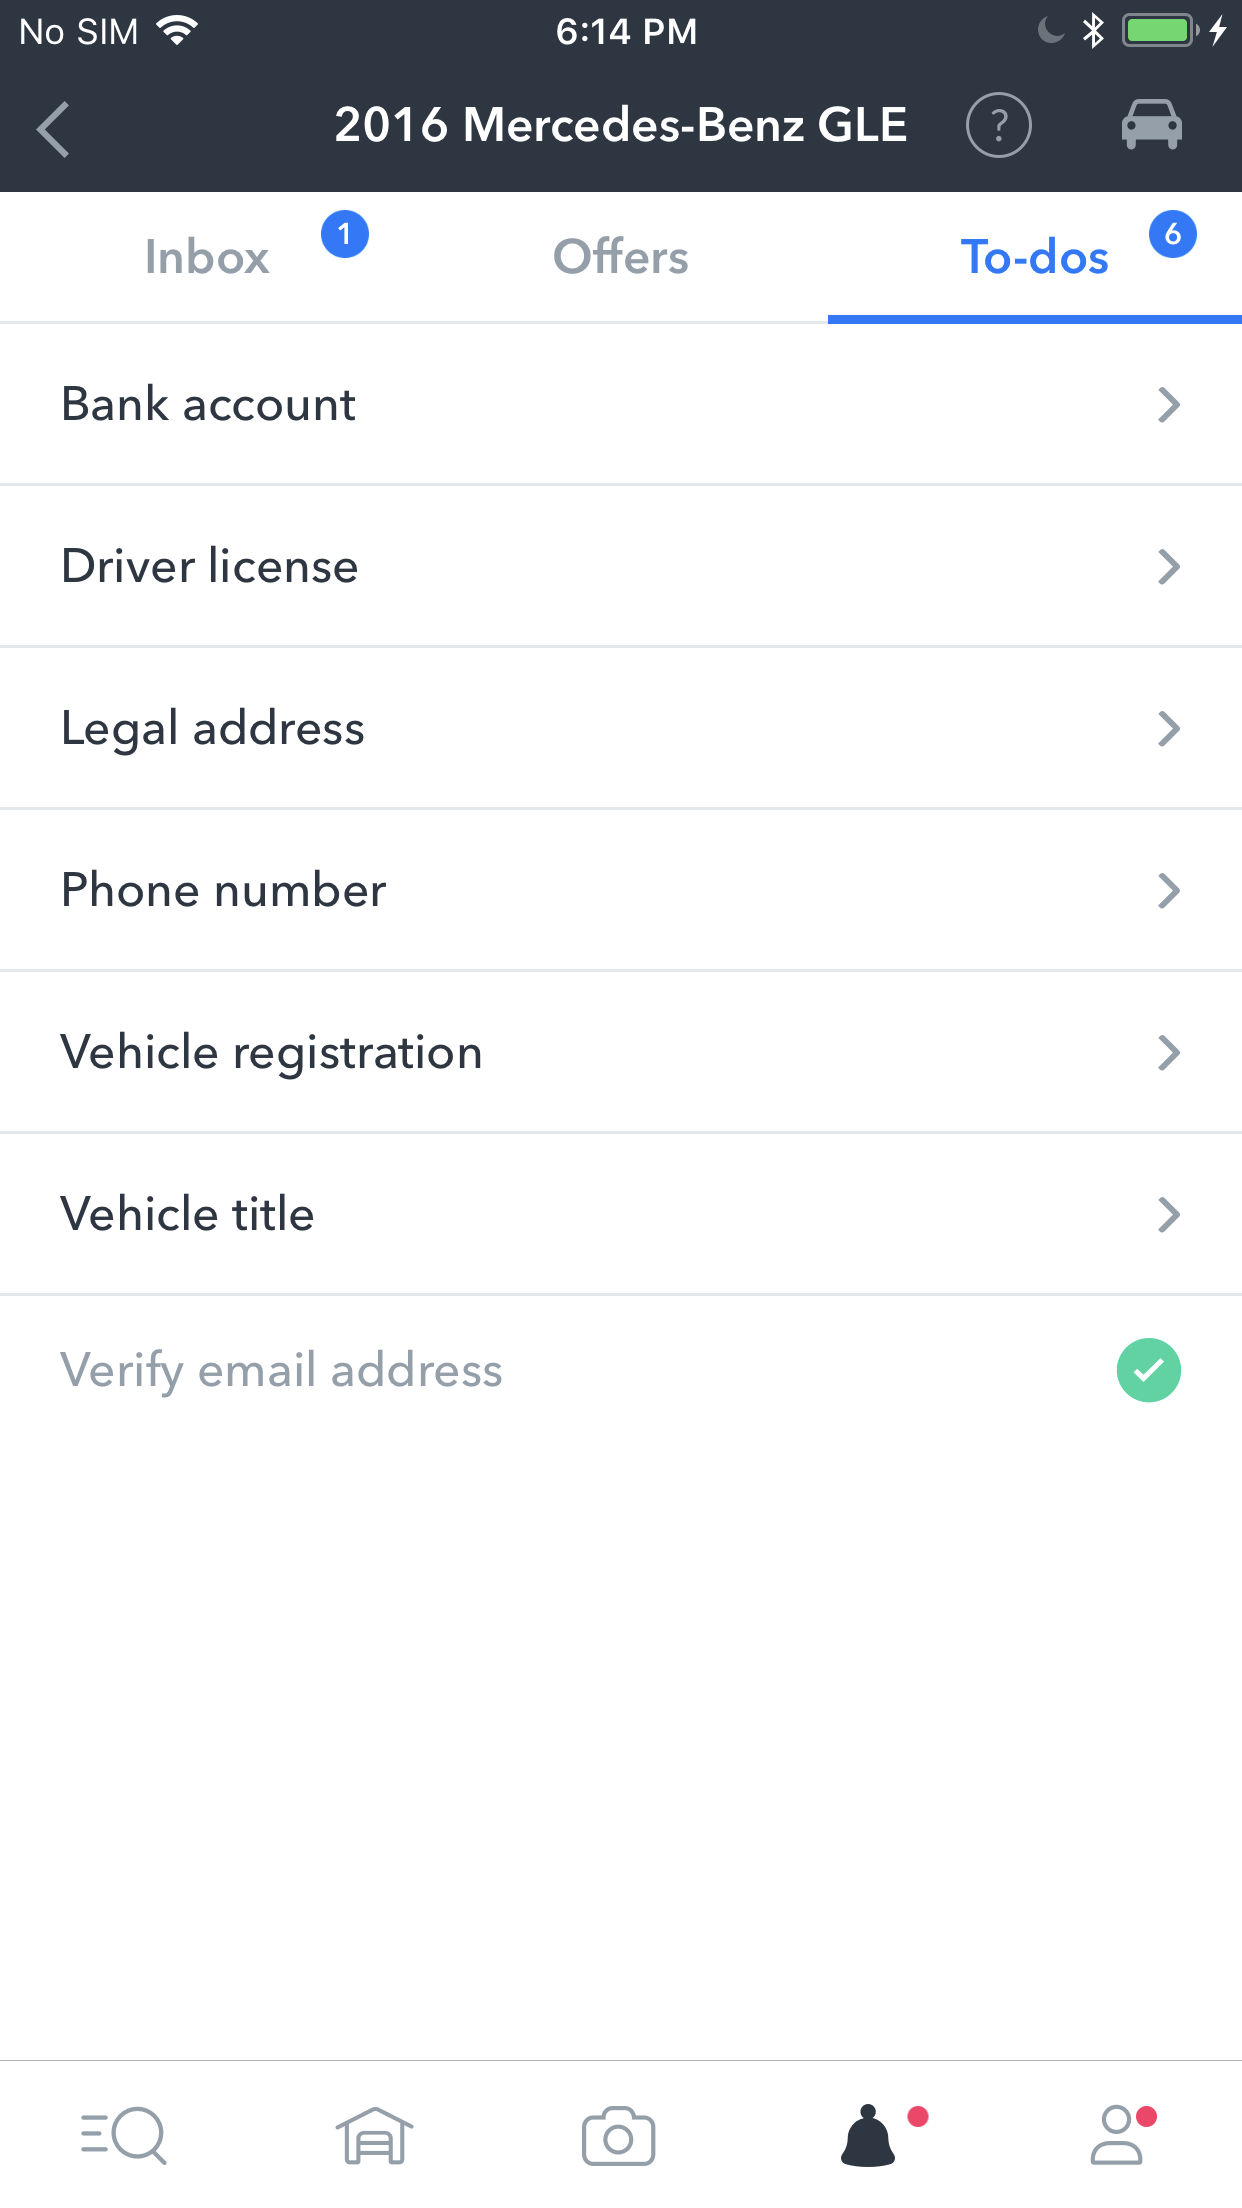 No SIM 6:14 PM
2016 Mercedes-Benz GLE ?
Inbox 1 Offers To-dos 6
Bank account
Driver license
Legal address
Phone number
Vehicle registration
Vehicle title
Verify email address